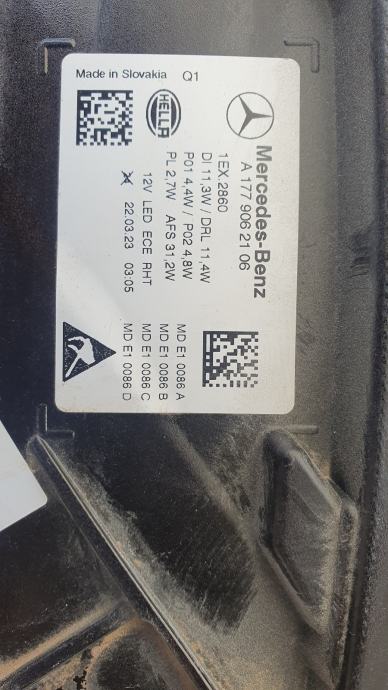 Made in Slovakia Q1
HELLA
Mercedes-Benz
A 177 906 21 06
1EX 2860
DI 11,3W / DRL 11,4W
P01 4,4W / P02 4,8W
PL 2,7W AFS 31,2W
12V LED ECE RHT
22.03.23 03:05
MD E1 0086 A
MD E1 0086 B
MD E1 0086 C
MD E1 0086 D